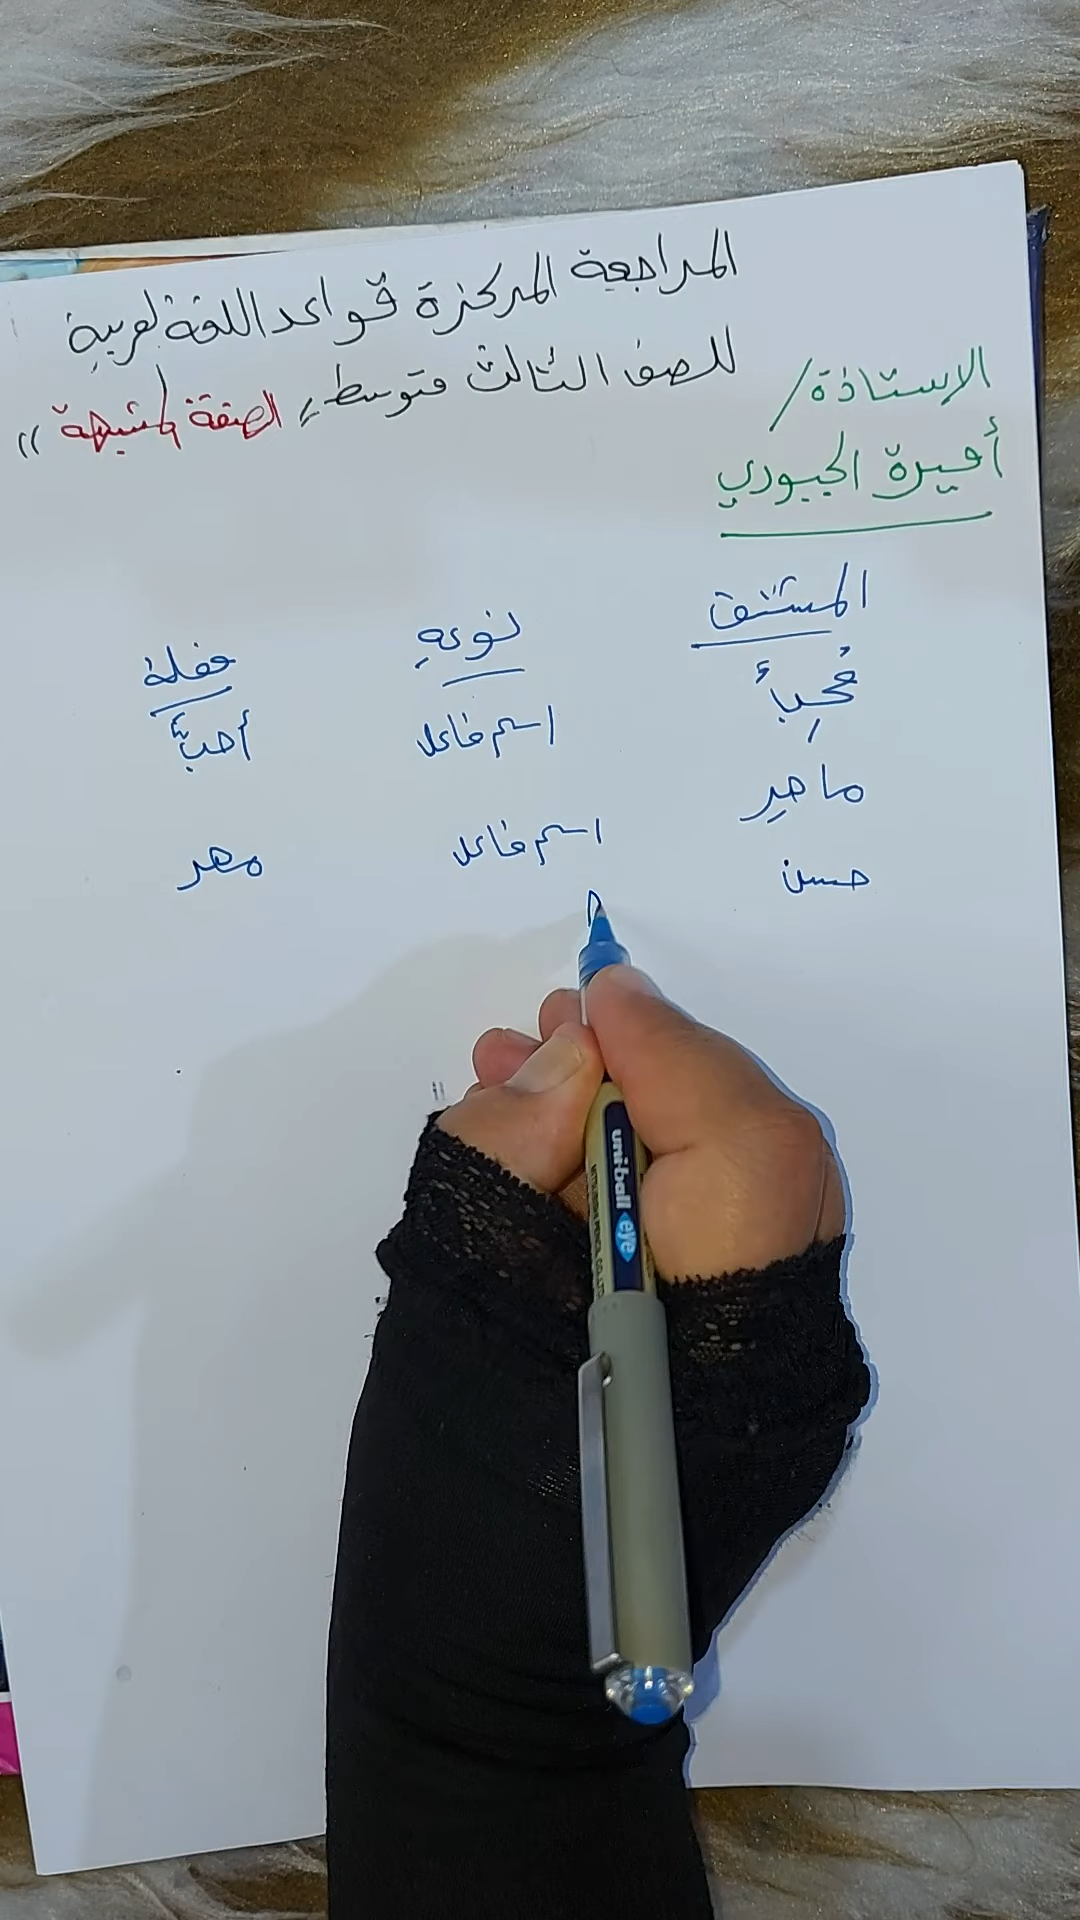 المراجعة المركزة قواعد اللغة العربية
للصف الثالث متوسط " الصفة المشبهة "
الاستاذة /
أميرة الجبوري
المشتق نوعه فعله
مُحِبٌ اسم فاعل أحبَّ
ماهر اسم فاعل مهر
حسن
uni-ball eye